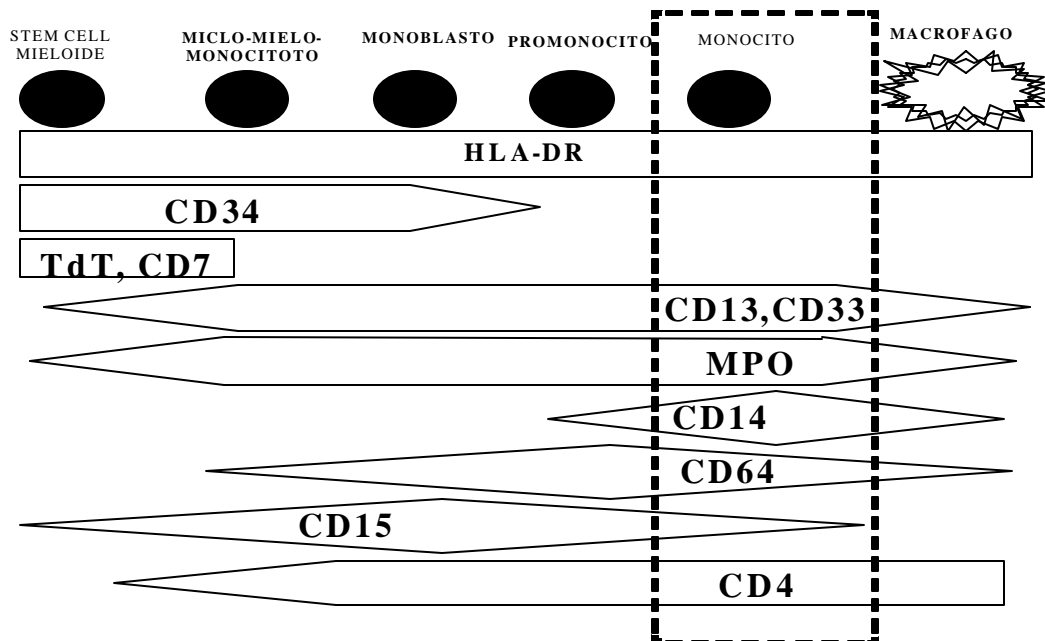 STEM CELL
MIELOIDE
MICLO-MIELO-
MONOCITOTO
MONOBLASTO
PROMONOCITO
MONOCITO
MACROFAGO
HLA-DR
CD34
TdT, CD7
CD13,CD33
MPO
CD14
CD64
CD15
CD4